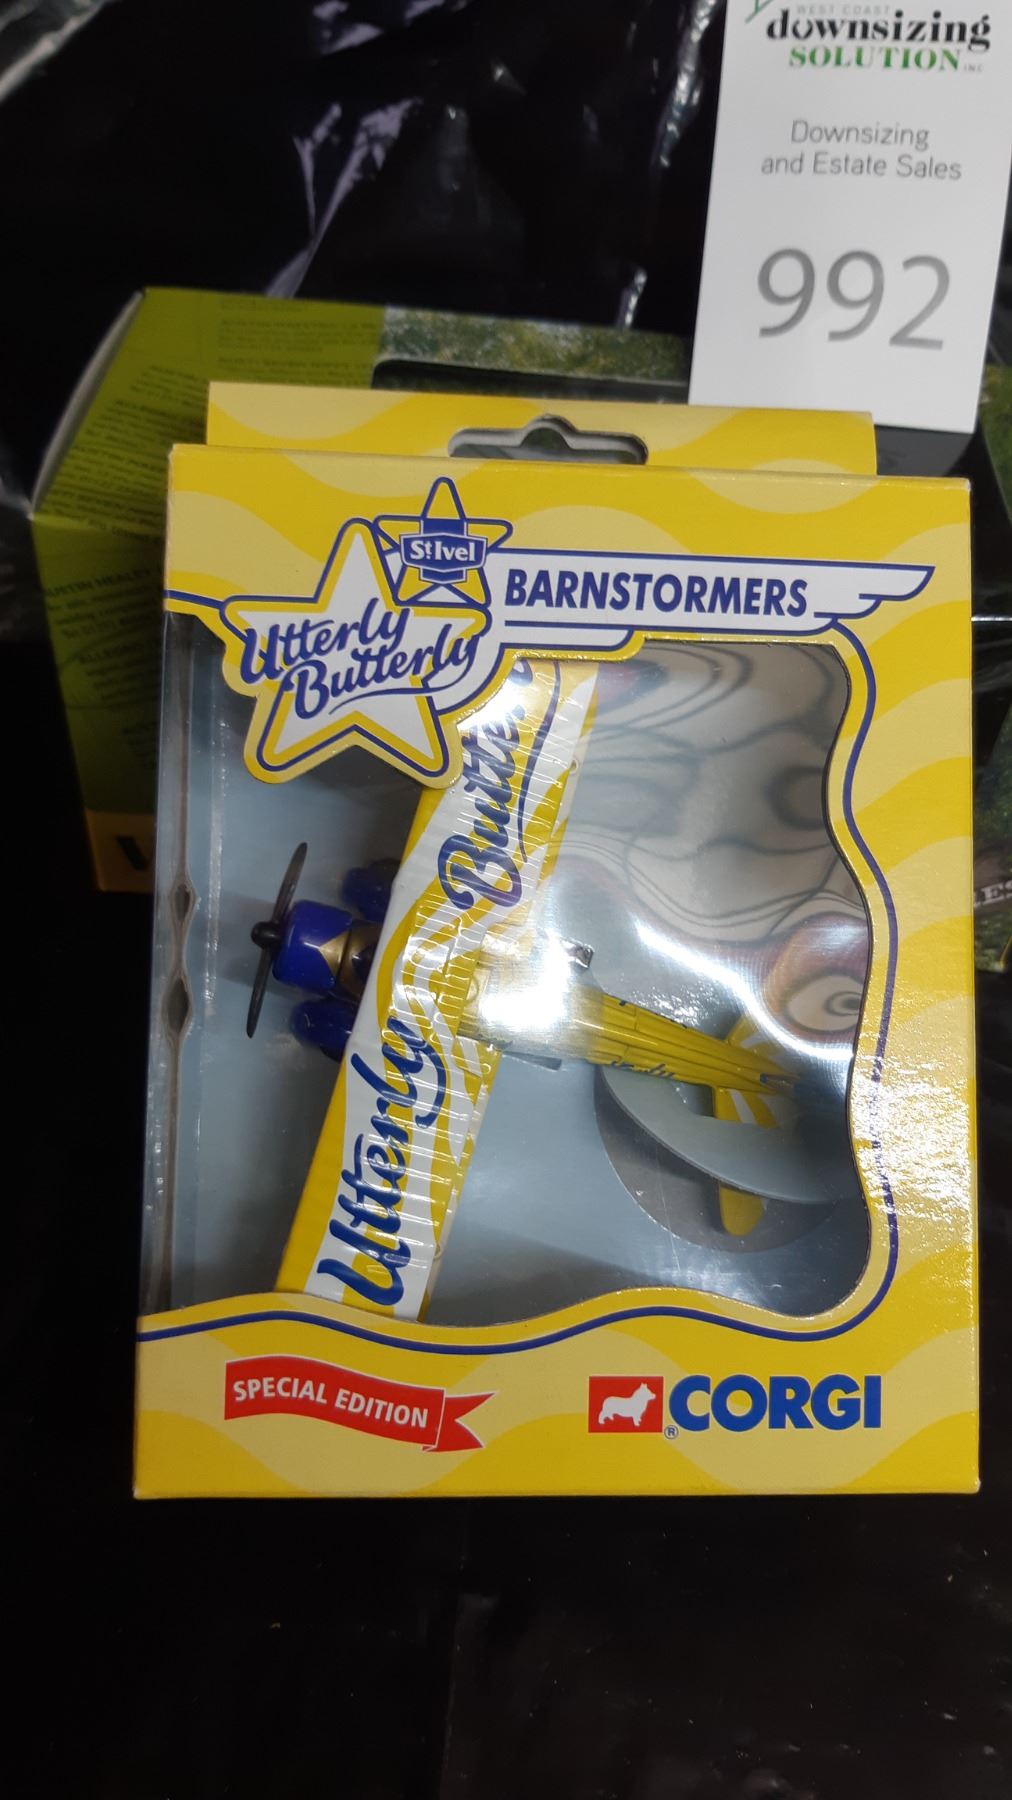 WEST COAST
downsizing
SOLUTION INC
Downsizing
and Estate Sales
992
St Ivel
Utterly
Butterly
BARNSTORMERS
Utterly Butter
SPECIAL EDITION
CORGI
®